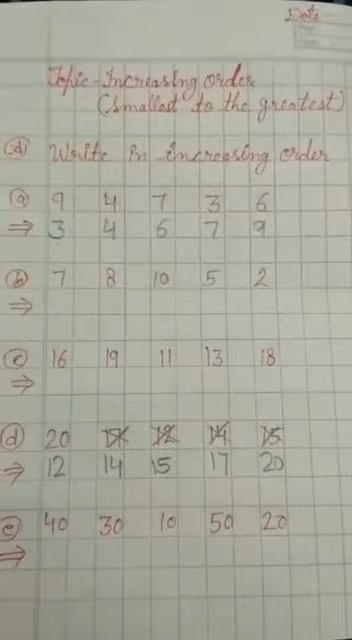 Date
Topic - Increasing order
(smallest to the greatest)
Write in increasing order
(a) 9 4 7 3 6
⇒ 3 4 6 7 9
(b) 7 8 10 5 2
⇒
(c) 16 19 11 13 18
⇒
(d) 20 12 14 15
⇒ 12 14 15 17 20
(e) 40 30 10 50 20
⇒